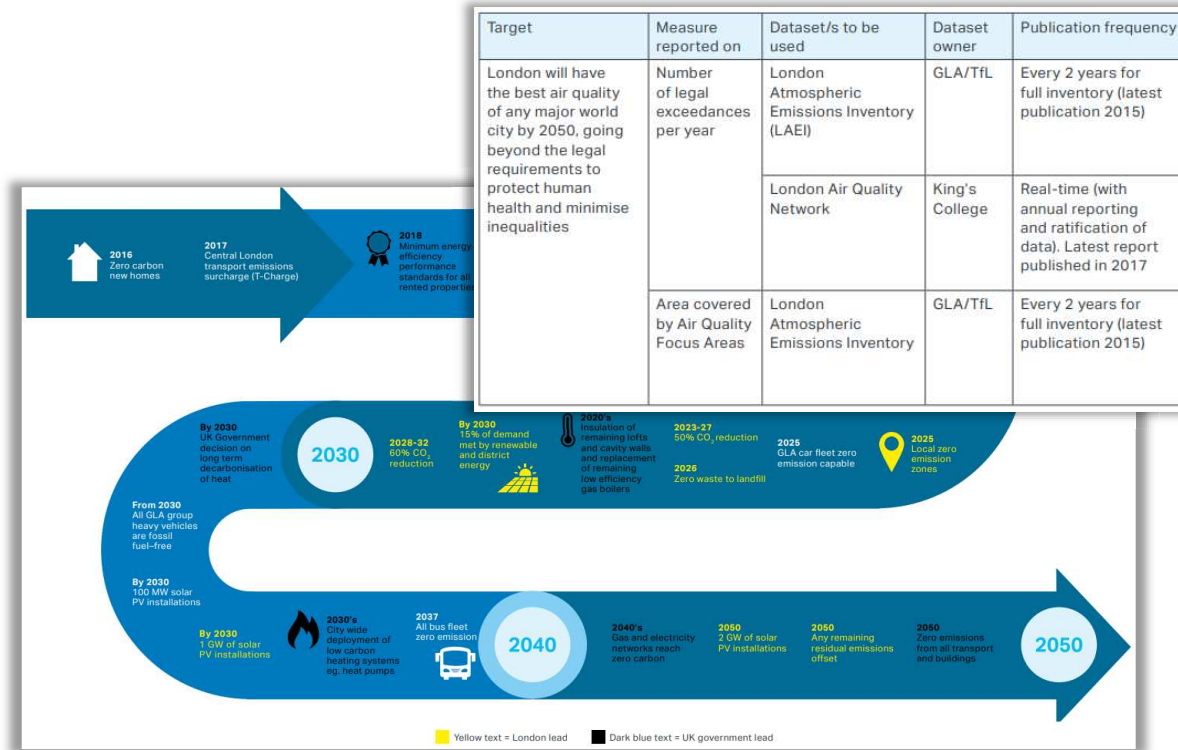 Target
Measure
reported on
Dataset/s to be
used
Dataset
owner
Publication frequency
London will have
the best air quality
of any major world
city by 2050, going
beyond the legal
requirements to
protect human
health and minimise
inequalities
Number
of legal
exceedances
per year
London
Atmospheric
Emissions Inventory
(LAEI)
GLA/TfL
Every 2 years for
full inventory (latest
publication 2015)
London Air Quality
Network
King's
College
Real-time (with
annual reporting
and ratification of
data). Latest report
published in 2017
Area covered
by Air Quality
Focus Areas
London
Atmospheric
Emissions Inventory
GLA/TfL
Every 2 years for
full inventory (latest
publication 2015)
2016
Zero carbon
new homes
2017
Central London
transport emissions
surcharge (T-Charge)
2018
Minimum energy
efficiency
performance
standards for all
rented properties
By 2030
UK Government
decision on
long term
decarbonisation
of heat
2030
2028-32
60% CO₂
reduction
By 2030
15% of demand
met by renewable
and district
energy
2020's
Insulation of
remaining lofts
and cavity walls
and replacement
of remaining
low efficiency
gas boilers
2023-27
50% CO₂ reduction
2026
Zero waste to landfill
2025
GLA car fleet zero
emission capable
2025
Local zero
emission
zones
From 2030
All GLA group
heavy vehicles
are fossil
fuel–free
By 2030
100 MW solar
PV installations
By 2030
1 GW of solar
PV installations
2030's
City wide
deployment of
low carbon
heating systems
eg. heat pumps
2037
All bus fleet
zero emission
2040
2040's
Gas and electricity
networks reach
zero carbon
2050
2 GW of solar
PV installations
2050
Any remaining
residual emissions
offset
2050
Zero emissions
from all transport
and buildings
2050
Yellow text = London lead
Dark blue text = UK government lead